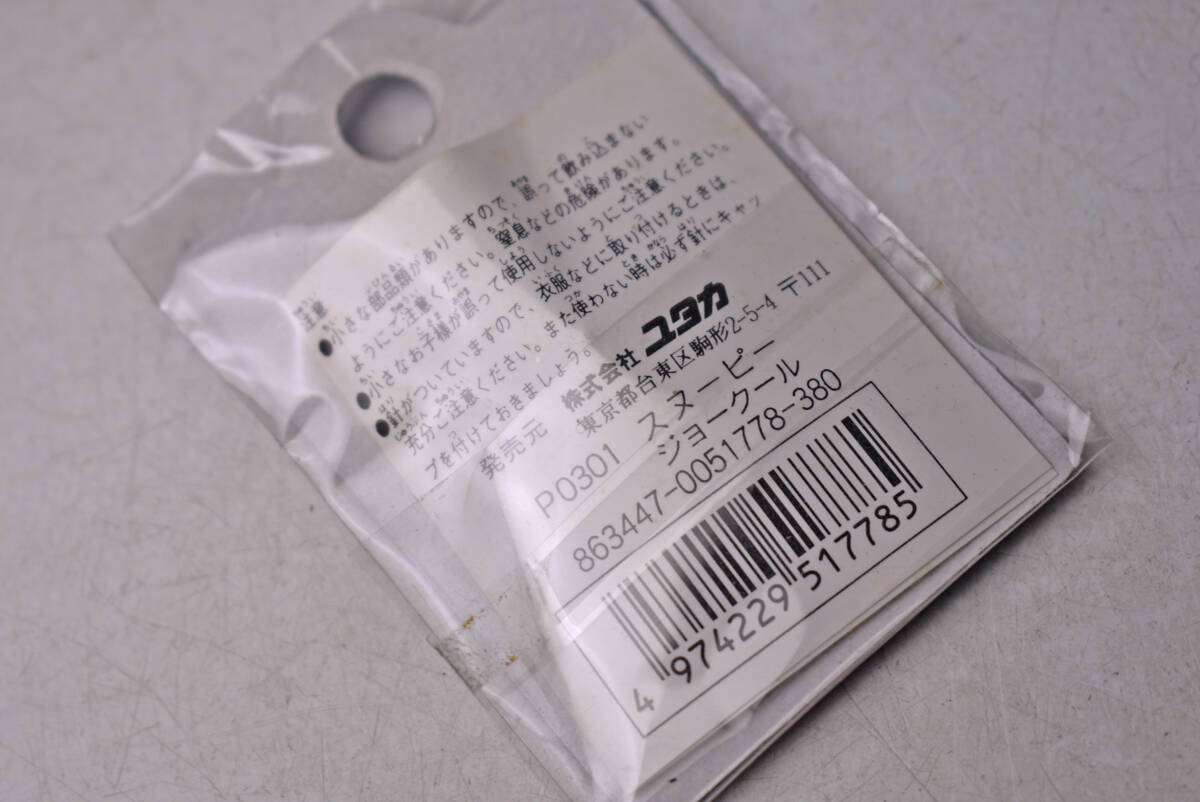 注意
●小さな部品類がありますので、誤って飲み込まない
ようにご注意ください。窒息などの危険があります。
●小さなお子様が誤って使用しないようにご注意ください。
●針がついていますので、衣服などに取り付けるときは、
充分ご注意ください。また使わない時は必ず針にキャッ
プを付けておきましょう。
発売元 株式会社 ユタカ
東京都台東区駒形2-5-4 〒111
P0301 スヌーピー
ジョークール
863447-0051778-380
4 974229 517785